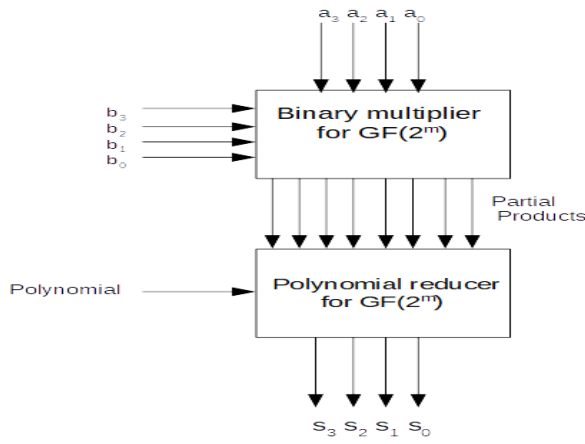 a₃ a₂ a₁ a₀
Binary multiplier
for GF(2ᵐ)
b₃
b₂
b₁
b₀
Partial
Products
Polynomial
Polynomial reducer
for GF(2ᵐ)
S₃ S₂ S₁ S₀